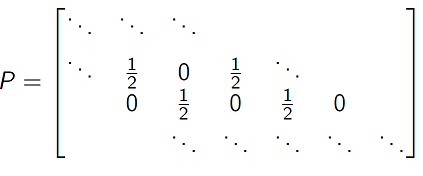 ⋱ ⋱ ⋱
⋱ 1/2 0 1/2 ⋱
P = 0 1/2 0 1/2 0
⋱ ⋱ ⋱ ⋱ ⋱